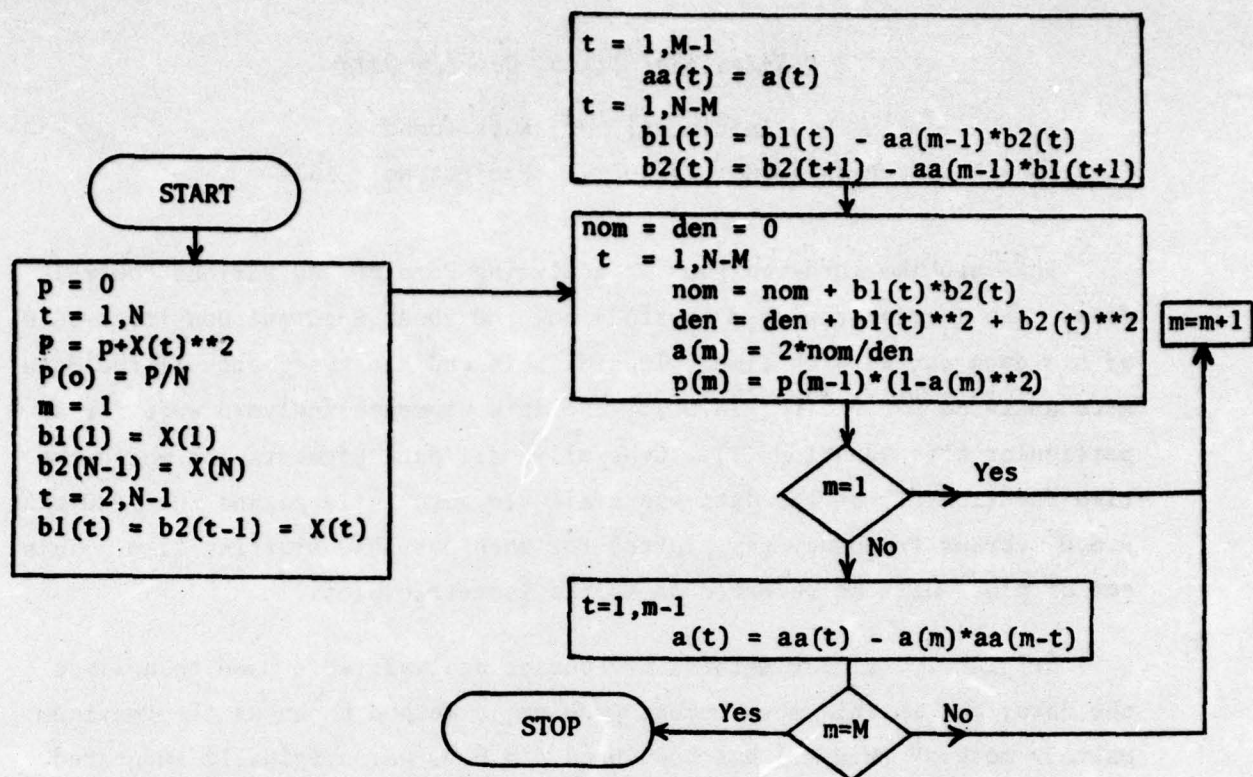 t = 1,M-1
aa(t) = a(t)
t = 1,N-M
b1(t) = b1(t) - aa(m-1)*b2(t)
b2(t) = b2(t+1) - aa(m-1)*b1(t+1)
START
p = 0
t = 1,N
P = p+X(t)**2
P(o) = P/N
m = 1
b1(1) = X(1)
b2(N-1) = X(N)
t = 2,N-1
b1(t) = b2(t-1) = X(t)
nom = den = 0
t = 1,N-M
nom = nom + b1(t)*b2(t)
den = den + b1(t)**2 + b2(t)**2
a(m) = 2*nom/den
p(m) = p(m-1)*(1-a(m)**2)
m=m+1
m=1
Yes
No
t=1,m-1
a(t) = aa(t) - a(m)*aa(m-t)
STOP
Yes
m=M
No